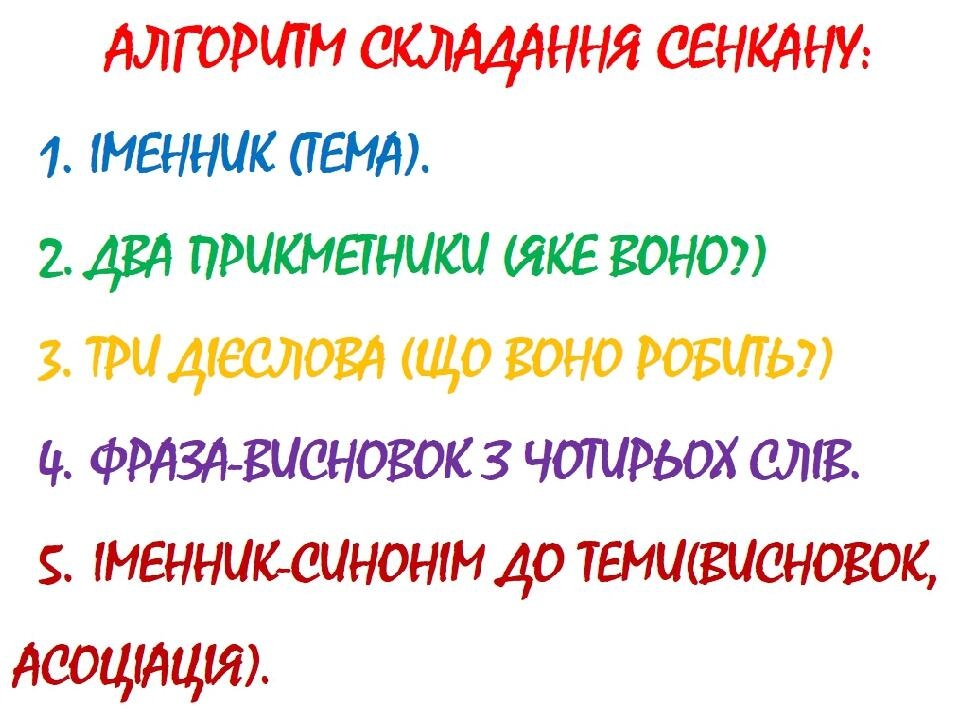 АЛГОРИТМ СКЛАДАННЯ СЕНКАНУ:
1. ІМЕННИК (ТЕМА).
2. ДВА ПРИКМЕТНИКИ (ЯКЕ ВОНО?)
3. ТРИ ДІЄСЛОВА (ЩО ВОНО РОБИТЬ?)
4. ФРАЗА-ВИСНОВОК З ЧОТИРЬОХ СЛІВ.
5. ІМЕННИК-СИНОНІМ ДО ТЕМИ(ВИСНОВОК,
АСОЦІАЦІЯ).